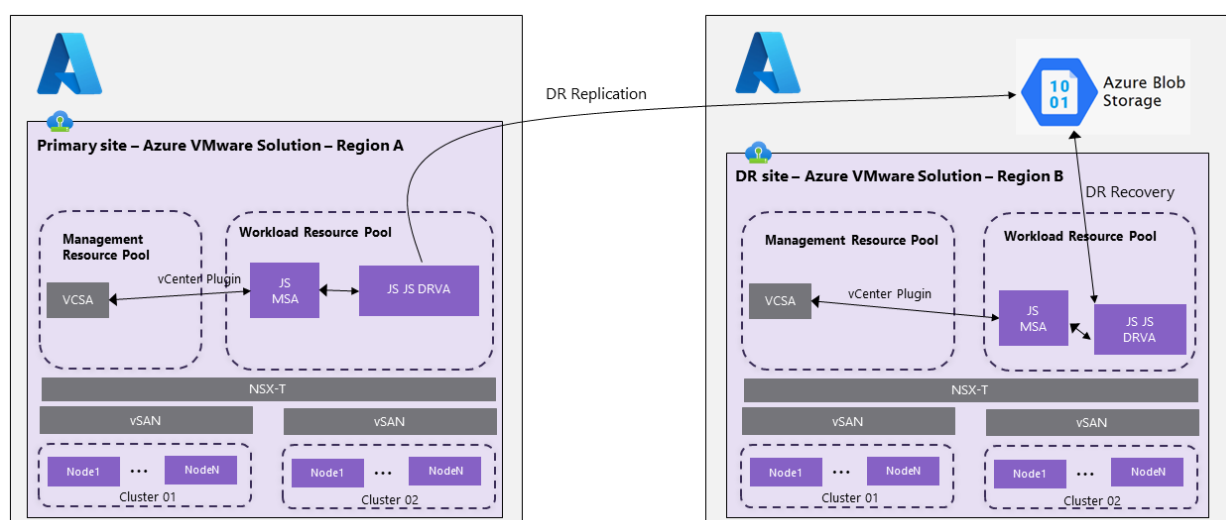 DR Replication
10
01
Azure Blob
Storage
Primary site – Azure VMware Solution – Region A
Management
Resource Pool
Workload Resource Pool
vCenter Plugin
VCSA
JS
MSA
JS JS DRVA
NSX-T
vSAN
vSAN
Node1
...
NodeN
Cluster 01
Node1
...
NodeN
Cluster 02
DR site – Azure VMware Solution – Region B
DR Recovery
Management Resource Pool
Workload Resource Pool
VCSA
vCenter Plugin
JS
MSA
JS JS
DRVA
NSX-T
vSAN
vSAN
Node1
...
NodeN
Cluster 01
Node1
...
NodeN
Cluster 02